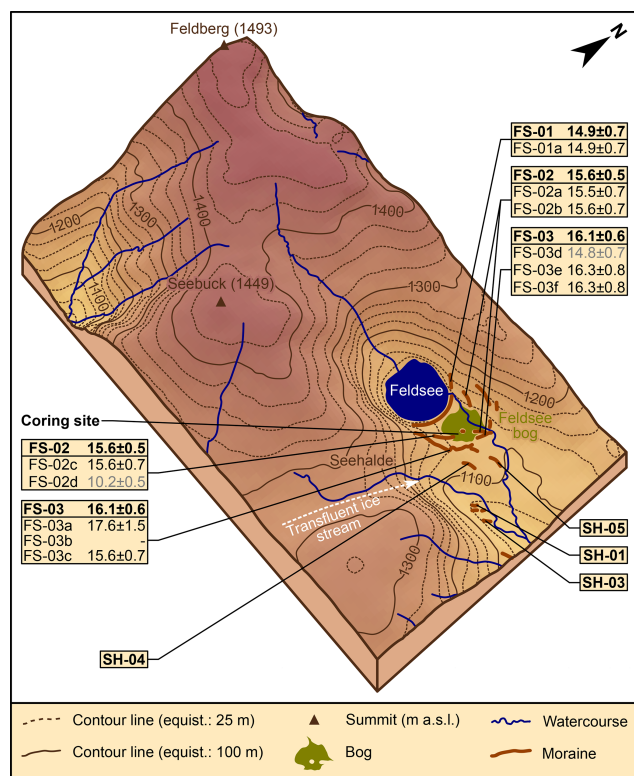 Feldberg (1493)
N
FS-01 14.9±0.7
FS-01a 14.9±0.7
FS-02 15.6±0.5
FS-02a 15.5±0.7
FS-02b 15.6±0.7
FS-03 16.1±0.6
FS-03d 14.8±0.7
FS-03e 16.3±0.8
FS-03f 16.3±0.8
1200
1300
1400
1400
1100
Seebuck (1449)
1400
1300
1200
Feldsee
Feldsee
bog
Coring site
FS-02 15.6±0.5
FS-02c 15.6±0.7
FS-02d 10.2±0.5
Seehalde
1100
FS-03 16.1±0.6
FS-03a 17.6±1.5
FS-03b -
FS-03c 15.6±0.7
Transfluent ice
stream
1300
SH-05
SH-01
SH-03
SH-04
Contour line (equist.: 25 m)
Summit (m a.s.l.)
Watercourse
Contour line (equist.: 100 m)
Bog
Moraine